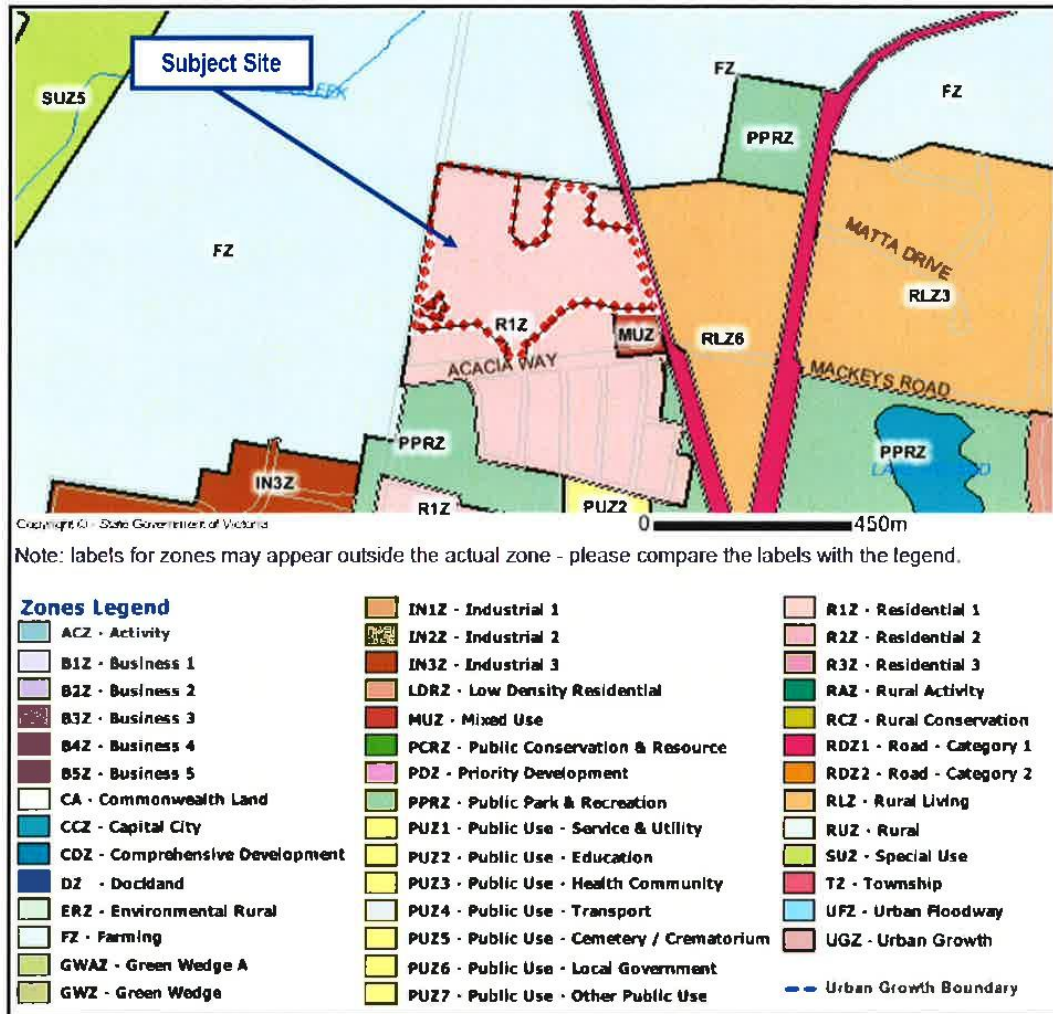 Subject Site
SUZ5
EEK
FZ
FZ
PPRZ
FZ
MATTA DRIVE
RLZ3
R1Z
MUZ
RLZ6
ACACIA WAY
MACKEYS ROAD
PPRZ
PPRZ
IN3Z
R1Z
PUZ2
Copyright © - State Government of Victoria
0 450m
Note: labels for zones may appear outside the actual zone - please compare the labels with the legend.
Zones Legend
ACZ - Activity
B1Z - Business 1
B2Z - Business 2
B3Z - Business 3
B4Z - Business 4
B5Z - Business 5
CA - Commonwealth Land
CCZ - Capital City
CDZ - Comprehensive Development
DZ - Dockland
ERZ - Environmental Rural
FZ - Farming
GWAZ - Green Wedge A
GWZ - Green Wedge
IN1Z - Industrial 1
IN2Z - Industrial 2
IN3Z - Industrial 3
LDRZ - Low Density Residential
MUZ - Mixed Use
PCRZ - Public Conservation & Resource
PDZ - Priority Development
PPRZ - Public Park & Recreation
PUZ1 - Public Use - Service & Utility
PUZ2 - Public Use - Education
PUZ3 - Public Use - Health Community
PUZ4 - Public Use - Transport
PUZ5 - Public Use - Cemetery / Crematorium
PUZ6 - Public Use - Local Government
PUZ7 - Public Use - Other Public Use
R1Z - Residential 1
R2Z - Residential 2
R3Z - Residential 3
RAZ - Rural Activity
RCZ - Rural Conservation
RDZ1 - Road - Category 1
RDZ2 - Road - Category 2
RLZ - Rural Living
RUZ - Rural
SUZ - Special Use
TZ - Township
UFZ - Urban Floodway
UGZ - Urban Growth
Urban Growth Boundary